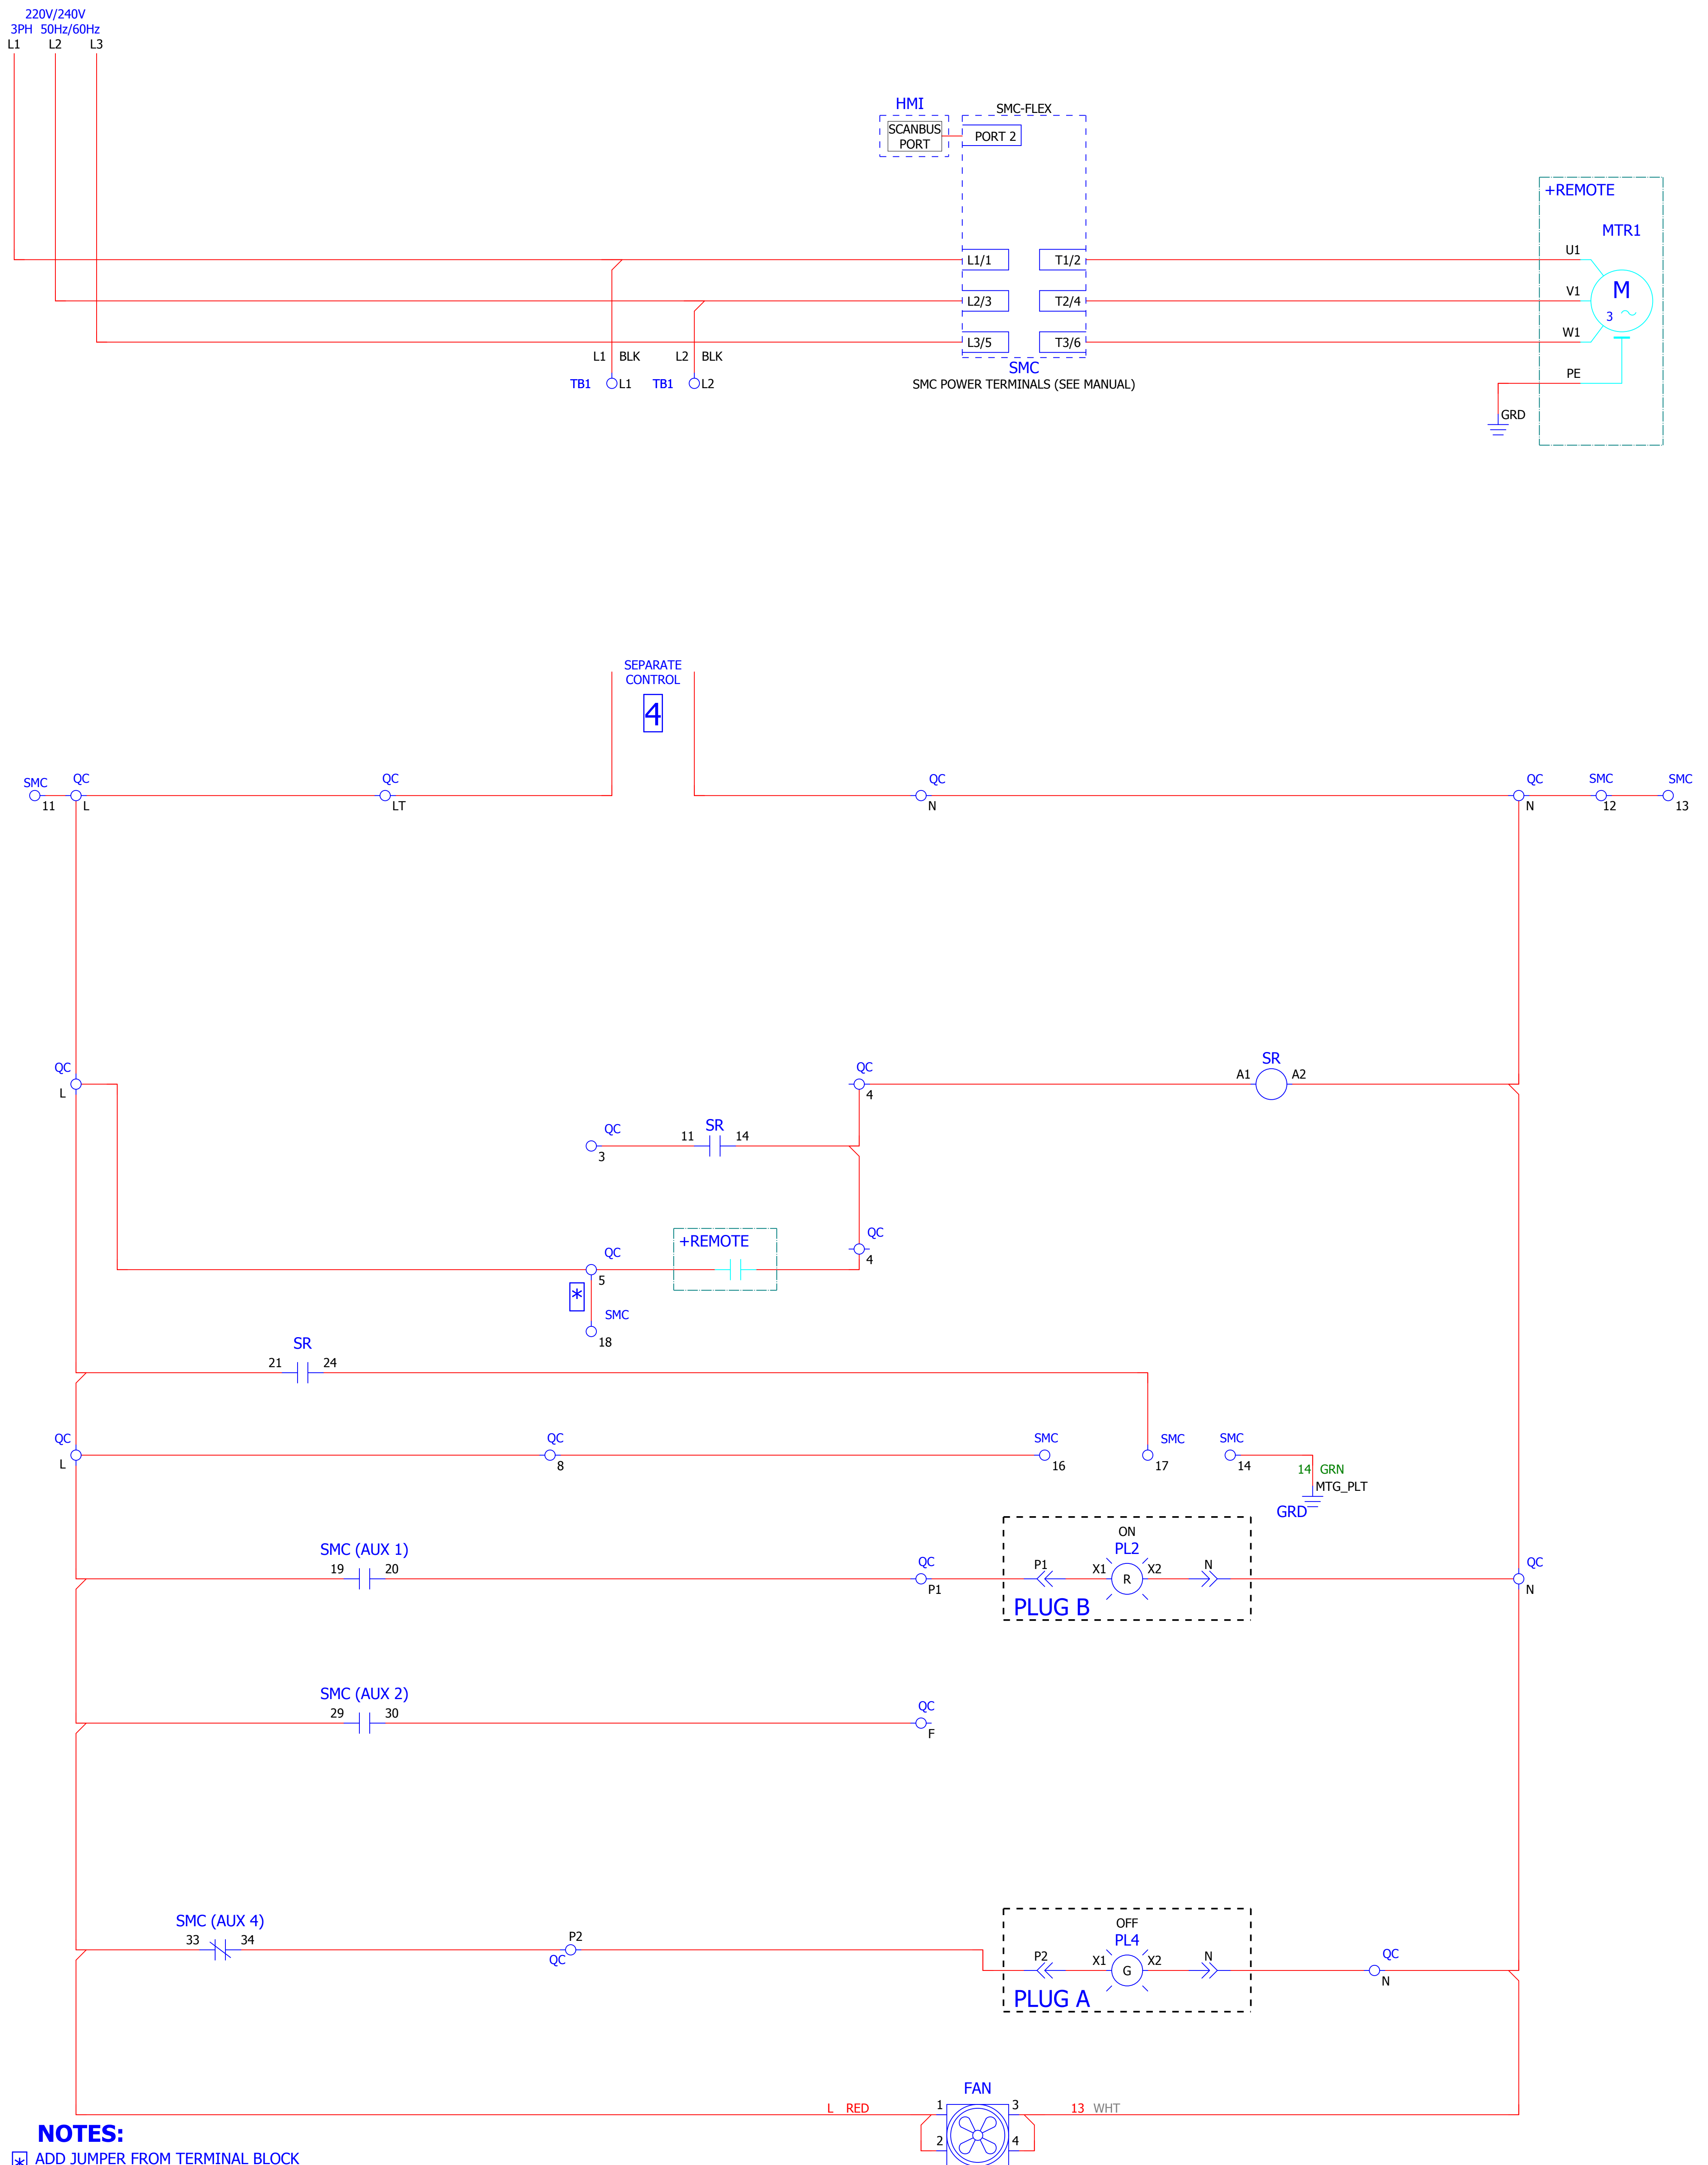 220V/240V
3PH 50Hz/60Hz
L1 L2 L3
HMI
SCANBUS
PORT
SMC-FLEX
PORT 2
+REMOTE
MTR1
L1/1 T1/2 U1
L2/3 T2/4 V1
M
3
L3/5 T3/6 W1
L1 BLK L2 BLK
TB1 L1 TB1 L2
SMC
SMC POWER TERMINALS (SEE MANUAL)
PE
GRD
SEPARATE
CONTROL
4
SMC QC QC QC QC SMC SMC
11 L LT N N 12 13
QC QC SR
L 4 A1 A2
QC SR
3 11 14
QC
4
QC +REMOTE
5
*
SMC
18
SR
21 24
QC QC SMC SMC SMC
L 8 16 17 14
14 GRN
MTG_PLT
GRD
SMC (AUX 1)
19 20
QC
P1
ON
PL2
P1 X1 R X2 N
PLUG B
QC
N
SMC (AUX 2)
29 30
QC
F
SMC (AUX 4)
33 34
P2
QC
OFF
PL4
P2 X1 G X2 N
PLUG A
QC
N
FAN
L RED 1 3 13 WHT
2 4
NOTES:
* ADD JUMPER FROM TERMINAL BLOCK